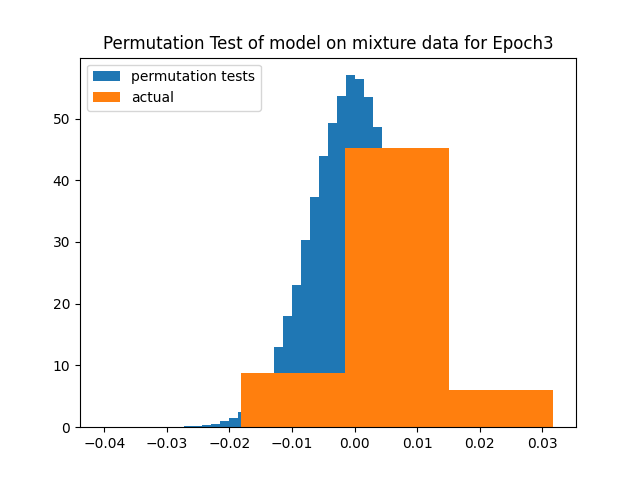 Permutation Test of model on mixture data for Epoch3
permutation tests
actual
50
40
30
20
10
0
−0.04 −0.03 −0.02 −0.01 0.00 0.01 0.02 0.03